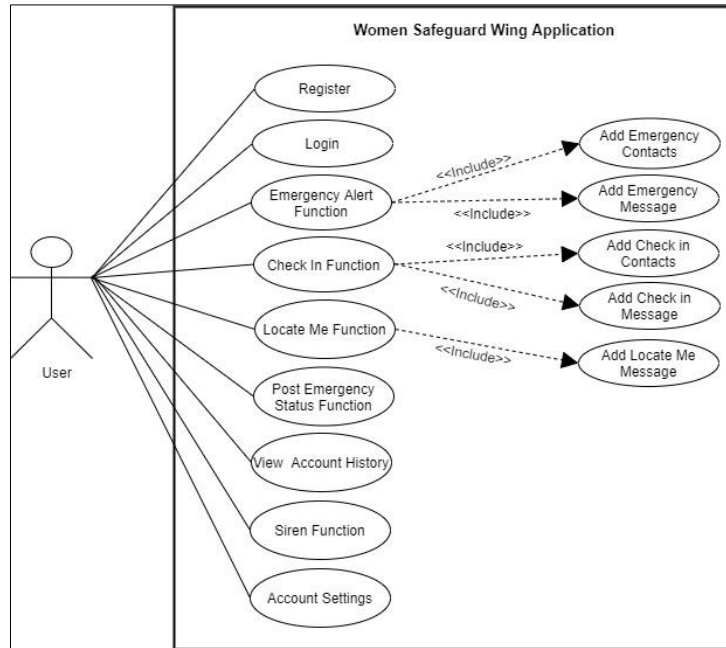 Women Safeguard Wing Application
Register
Login
Emergency Alert
Function
Check In Function
Locate Me Function
Post Emergency
Status Function
View Account History
Siren Function
Account Settings
User
<<Include>>
<<Include>>
<<Include>>
<<Include>>
<<Include>>
Add Emergency
Contacts
Add Emergency
Message
Add Check in
Contacts
Add Check in
Message
Add Locate Me
Message